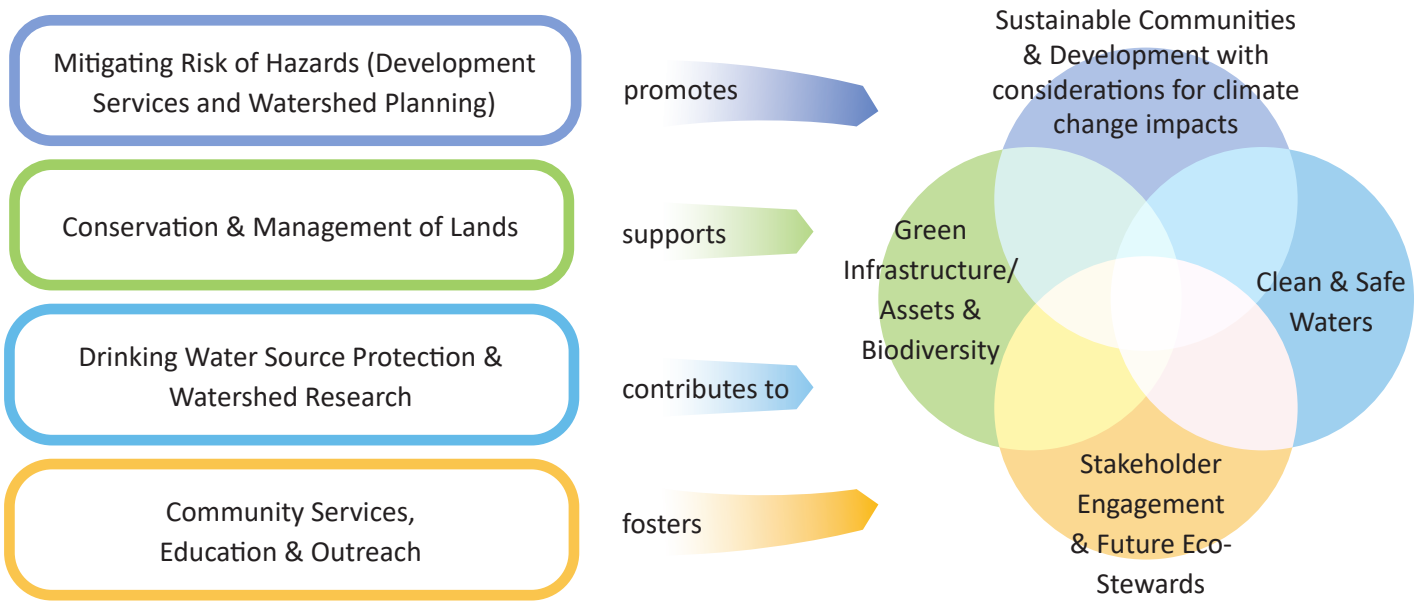 Mitigating Risk of Hazards (Development
Services and Watershed Planning)
promotes
Sustainable Communities
& Development with
considerations for climate
change impacts
Conservation & Management of Lands
supports
Green
Infrastructure/
Assets &
Biodiversity
Drinking Water Source Protection &
Watershed Research
contributes to
Clean & Safe
Waters
Community Services,
Education & Outreach
fosters
Stakeholder
Engagement
& Future Eco-
Stewards